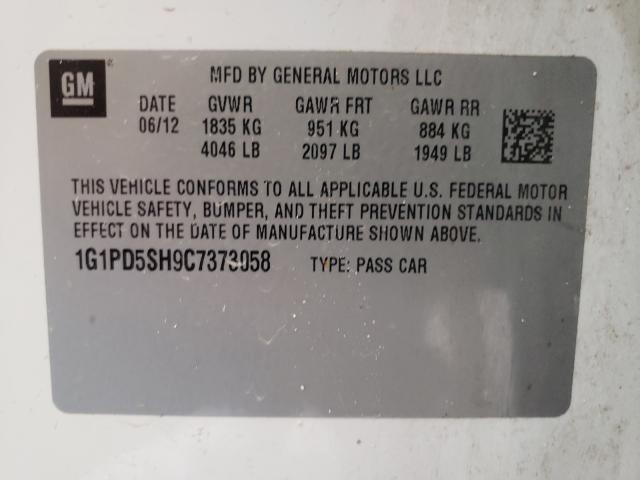 GM
MFD BY GENERAL MOTORS LLC
DATE GVWR GAWR FRT GAWR RR
06/12 1835 KG 951 KG 884 KG
4046 LB 2097 LB 1949 LB
THIS VEHICLE CONFORMS TO ALL APPLICABLE U.S. FEDERAL MOTOR
VEHICLE SAFETY, BUMPER, AND THEFT PREVENTION STANDARDS IN
EFFECT ON THE DATE OF MANUFACTURE SHOWN ABOVE.
1G1PD5SH9C7373058 TYPE: PASS CAR